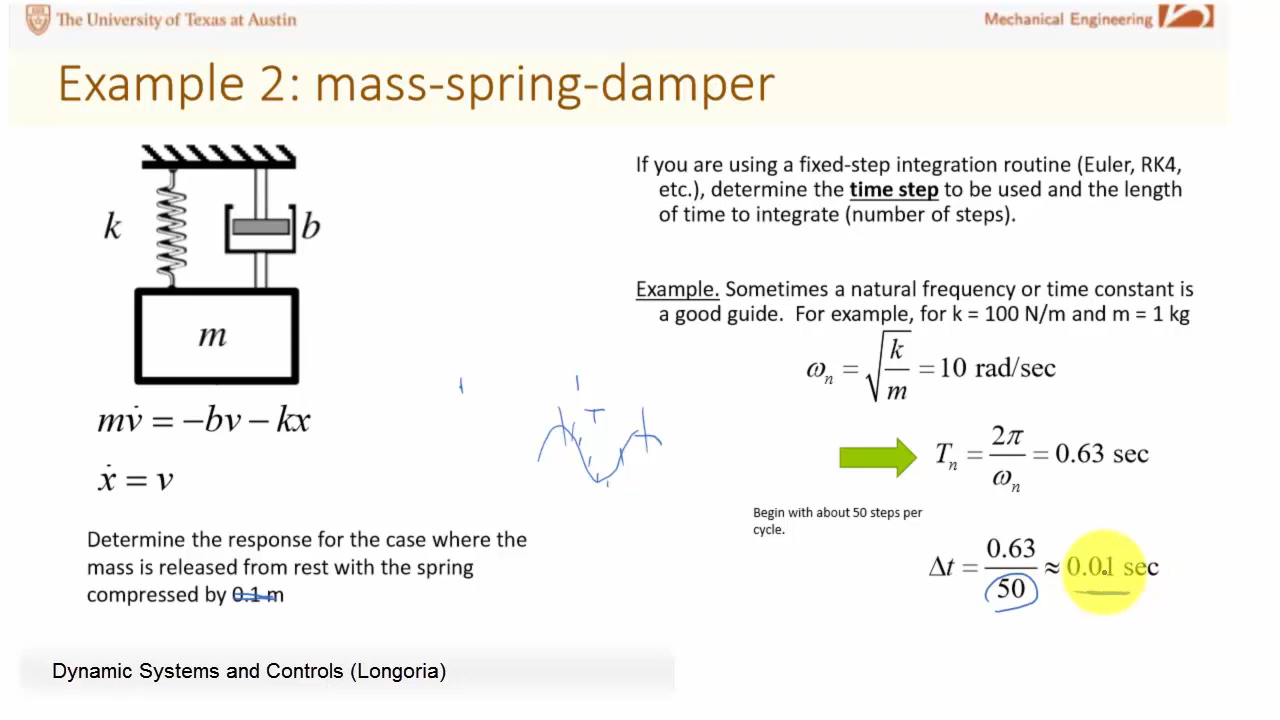 The University of Texas at Austin
Mechanical Engineering
Example 2: mass-spring-damper
k
b
m
mv̇ = −bv − kx
ẋ = v
Determine the response for the case where the
mass is released from rest with the spring
compressed by 0.1 m
If you are using a fixed-step integration routine (Euler, RK4,
etc.), determine the time step to be used and the length
of time to integrate (number of steps).
Example. Sometimes a natural frequency or time constant is
a good guide. For example, for k = 100 N/m and m = 1 kg
ωₙ = √(k/m) = 10 rad/sec
T
Tₙ = 2π/ωₙ = 0.63 sec
Begin with about 50 steps per
cycle.
Δt = 0.63/50 ≈ 0.01 sec
Dynamic Systems and Controls (Longoria)